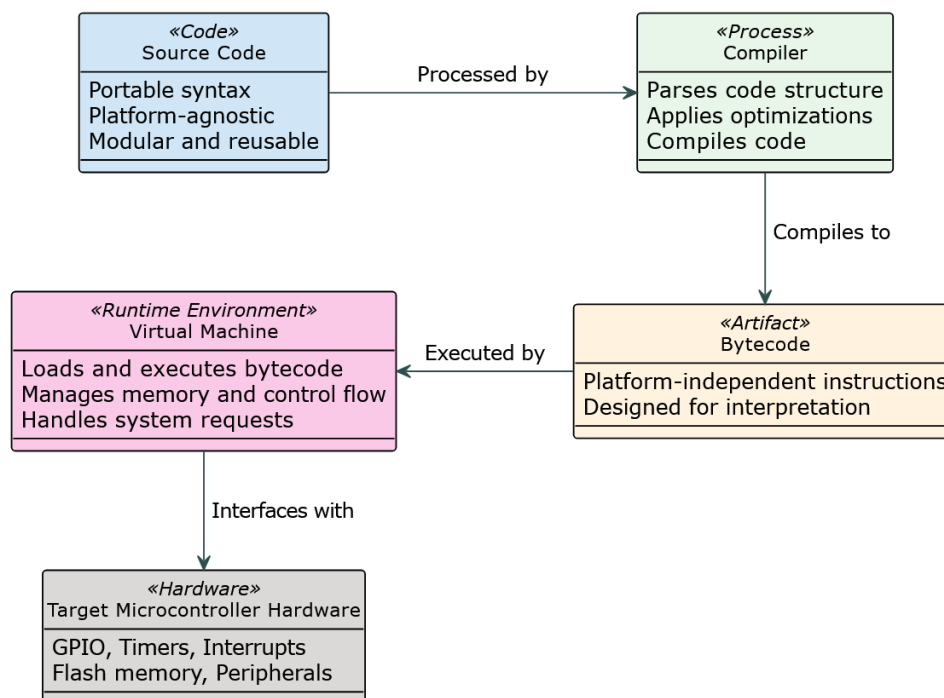 «Code»
Source Code
Portable syntax
Platform-agnostic
Modular and reusable
Processed by
«Process»
Compiler
Parses code structure
Applies optimizations
Compiles code
Compiles to
«Artifact»
Bytecode
Platform-independent instructions
Designed for interpretation
Executed by
«Runtime Environment»
Virtual Machine
Loads and executes bytecode
Manages memory and control flow
Handles system requests
Interfaces with
«Hardware»
Target Microcontroller Hardware
GPIO, Timers, Interrupts
Flash memory, Peripherals